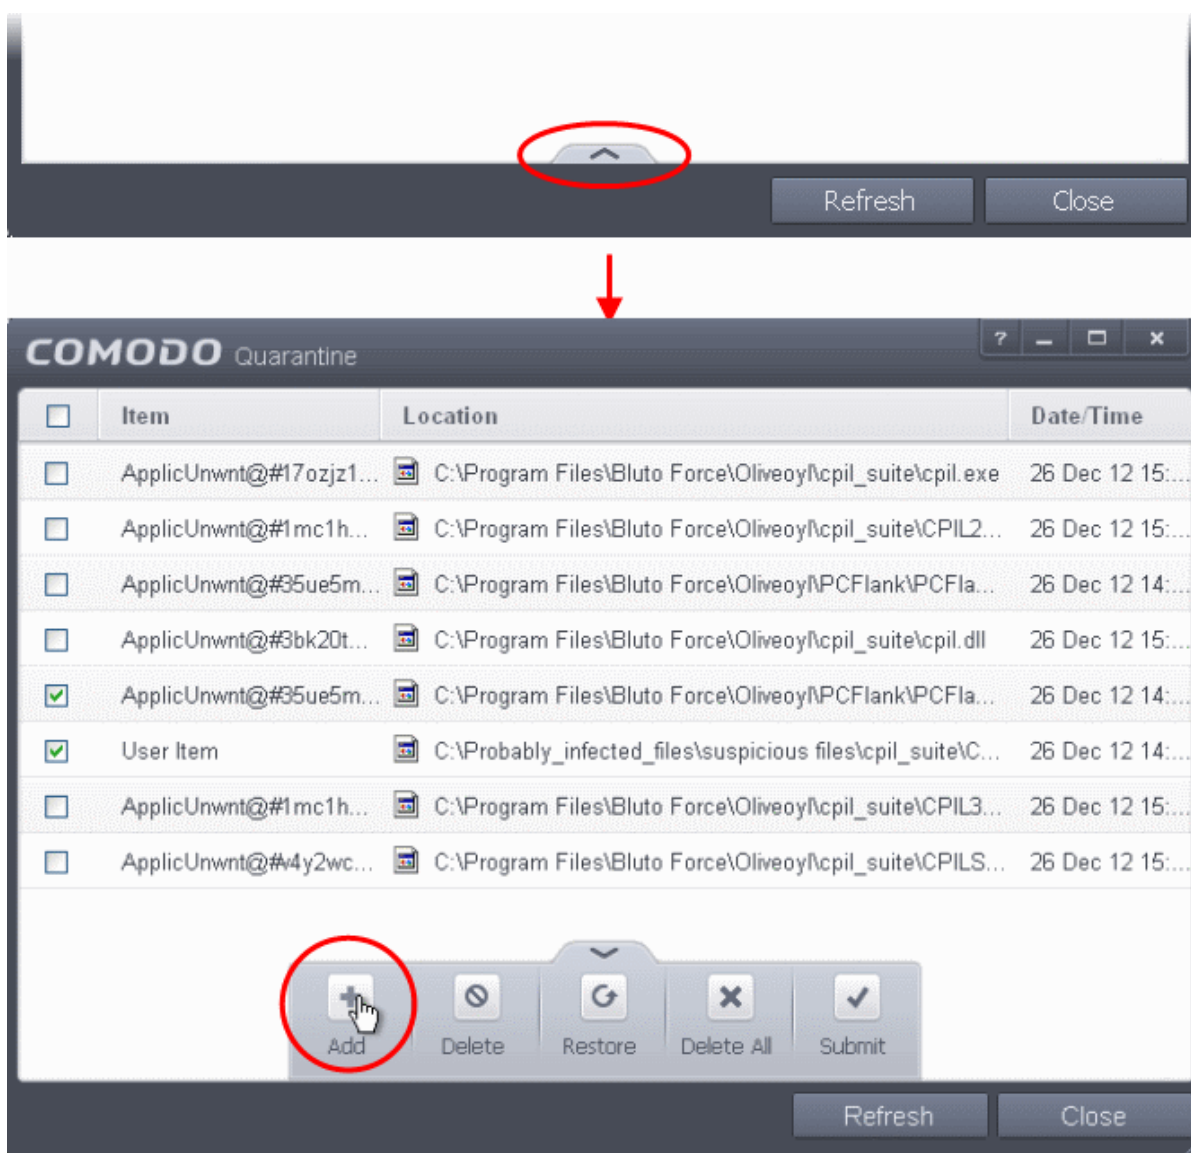 Refresh Close
COMODO Quarantine ?
Item Location Date/Time
ApplicUnwnt@#17ozjz1... C:\Program Files\Bluto Force\Oliveoyl\cpil_suite\cpil.exe 26 Dec 12 15:...
ApplicUnwnt@#1mc1h... C:\Program Files\Bluto Force\Oliveoyl\cpil_suite\CPIL2... 26 Dec 12 15:...
ApplicUnwnt@#35ue5m... C:\Program Files\Bluto Force\Oliveoyl\PCFlank\PCFla... 26 Dec 12 14:...
ApplicUnwnt@#3bk20t... C:\Program Files\Bluto Force\Oliveoyl\cpil_suite\cpil.dll 26 Dec 12 15:...
ApplicUnwnt@#35ue5m... C:\Program Files\Bluto Force\Oliveoyl\PCFlank\PCFla... 26 Dec 12 14:...
User Item C:\Probably_infected_files\suspicious files\cpil_suite\C... 26 Dec 12 14:...
ApplicUnwnt@#1mc1h... C:\Program Files\Bluto Force\Oliveoyl\cpil_suite\CPIL3... 26 Dec 12 15:...
ApplicUnwnt@#v4y2wc... C:\Program Files\Bluto Force\Oliveoyl\cpil_suite\CPILS... 26 Dec 12 15:...
Add Delete Restore Delete All Submit
Refresh Close